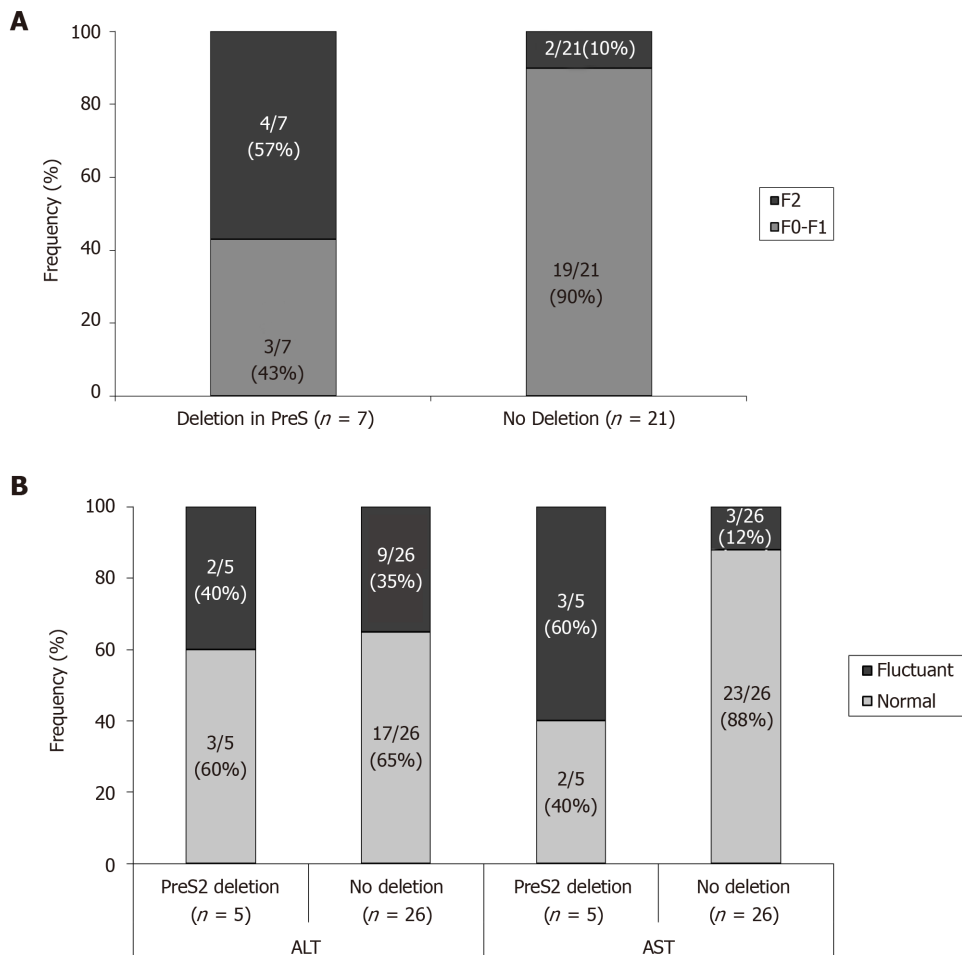 A
100
80
60
40
20
0
Frequency (%)
4/7
(57%)
3/7
(43%)
2/21(10%)
19/21
(90%)
Deletion in PreS (n = 7)
No Deletion (n = 21)
F2
F0-F1
B
100
80
60
40
20
0
Frequency (%)
2/5
(40%)
3/5
(60%)
9/26
(35%)
17/26
(65%)
3/5
(60%)
2/5
(40%)
3/26
(12%)
23/26
(88%)
PreS2 deletion
(n = 5)
No deletion
(n = 26)
PreS2 deletion
(n = 5)
No deletion
(n = 26)
ALT
AST
Fluctuant
Normal